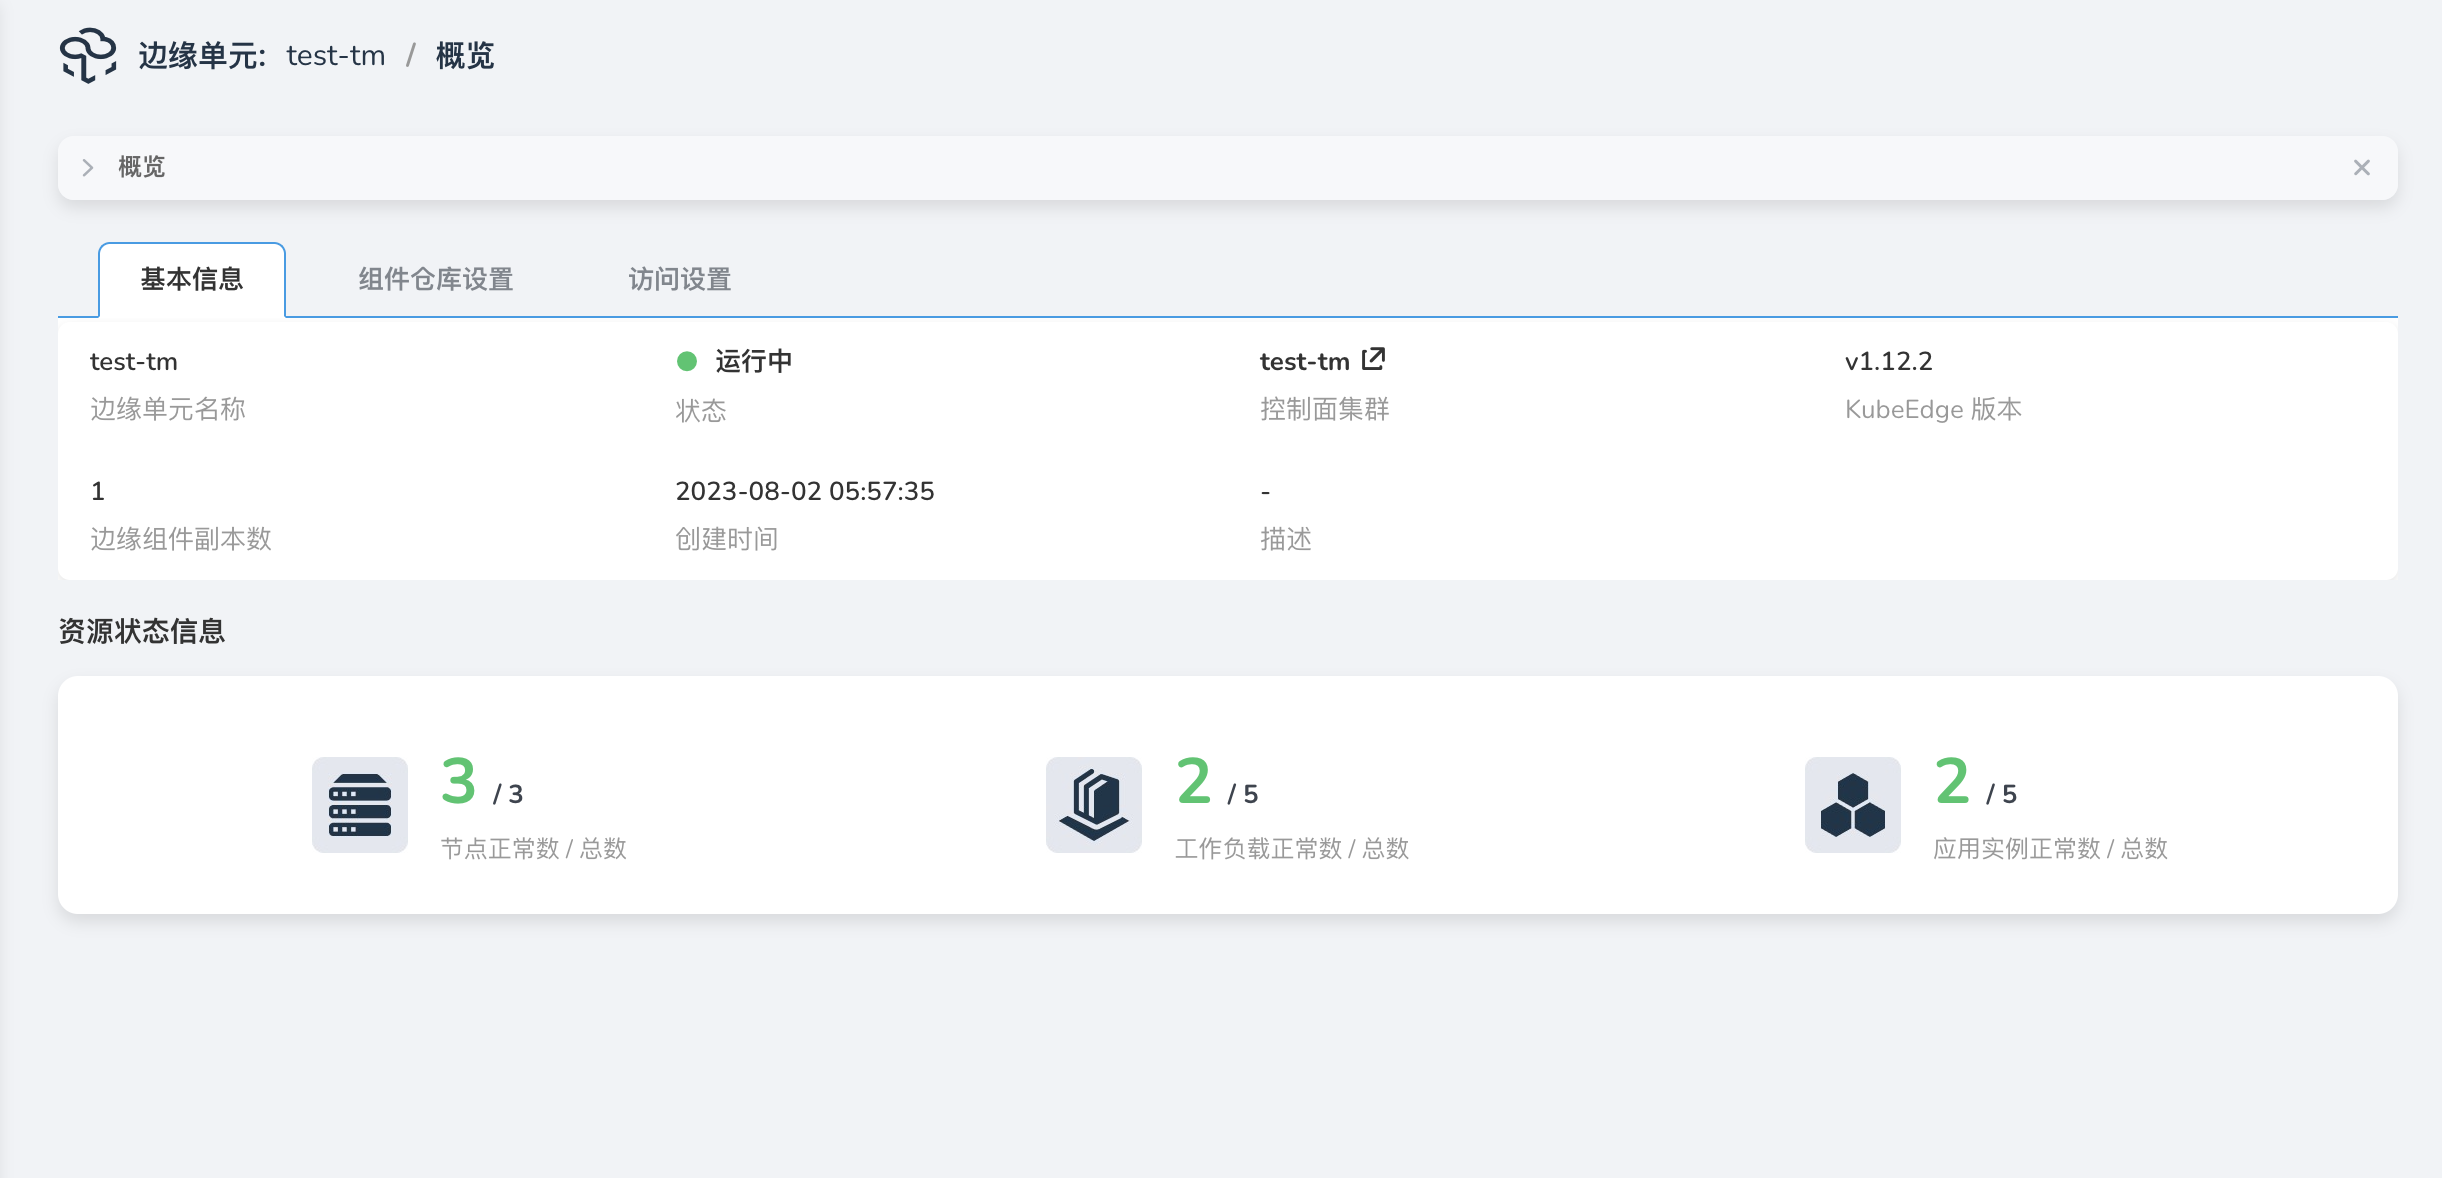 边缘单元: test-tm / 概览
概览
基本信息 组件仓库设置 访问设置
test-tm 运行中 test-tm v1.12.2
边缘单元名称 状态 控制面集群 KubeEdge 版本
1 2023-08-02 05:57:35 -
边缘组件副本数 创建时间 描述
资源状态信息
3 / 3 2 / 5 2 / 5
节点正常数 / 总数 工作负载正常数 / 总数 应用实例正常数 / 总数